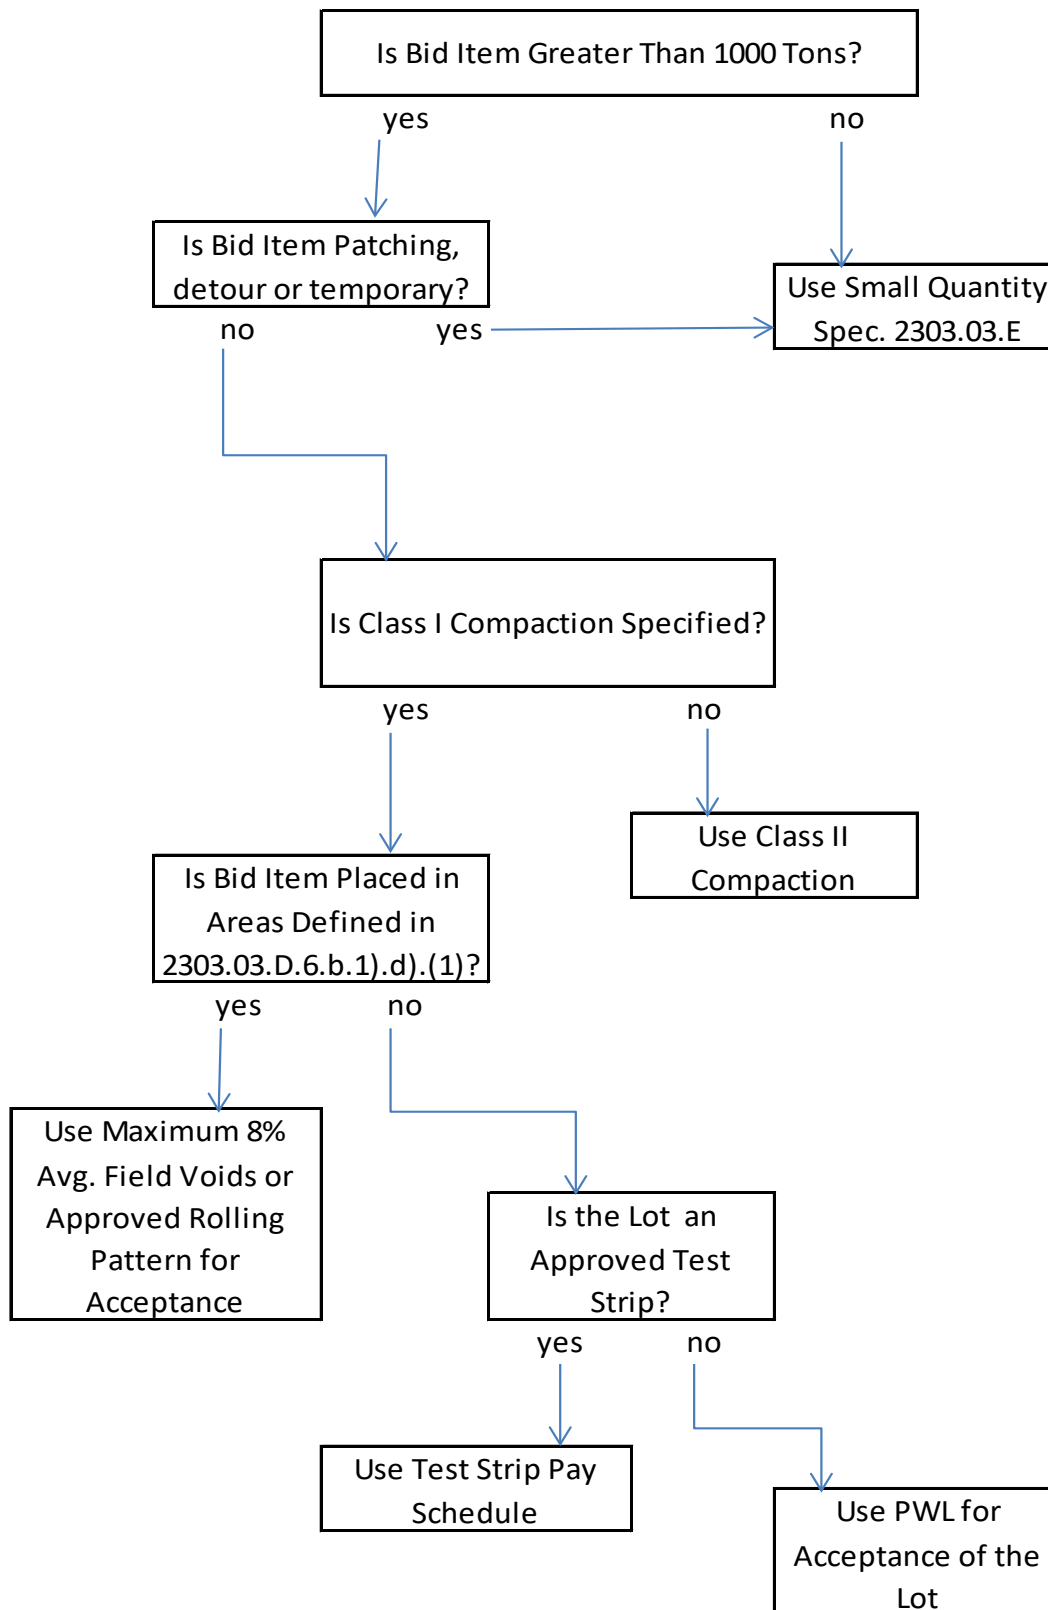 Is Bid Item Greater Than 1000 Tons?
yes
no
Is Bid Item Patching,
detour or temporary?
Use Small Quantity
Spec. 2303.03.E
no
yes
Is Class I Compaction Specified?
yes
no
Use Class II
Compaction
Is Bid Item Placed in
Areas Defined in
2303.03.D.6.b.1).d).(1)?
yes
no
Use Maximum 8%
Avg. Field Voids or
Approved Rolling
Pattern for
Acceptance
Is the Lot an
Approved Test
Strip?
yes
no
Use Test Strip Pay
Schedule
Use PWL for
Acceptance of the
Lot